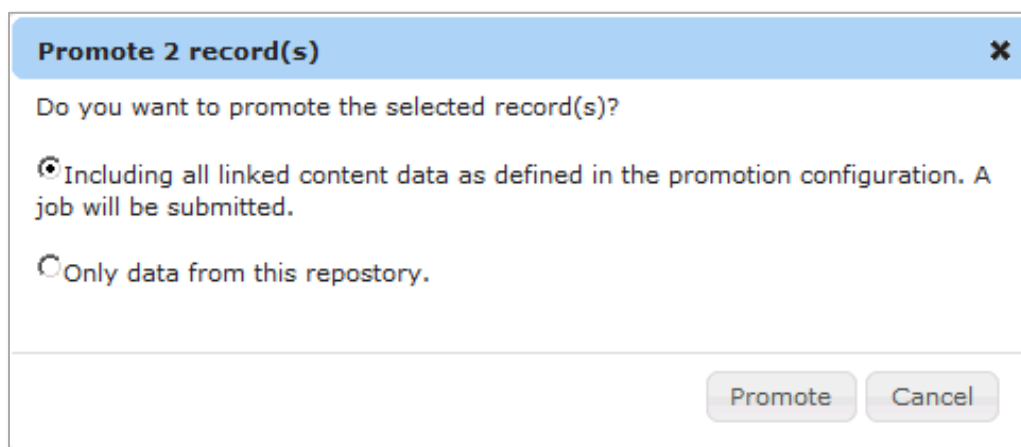 Promote 2 record(s)
Do you want to promote the selected record(s)?
Including all linked content data as defined in the promotion configuration. A
job will be submitted.
Only data from this repostory.
Promote
Cancel